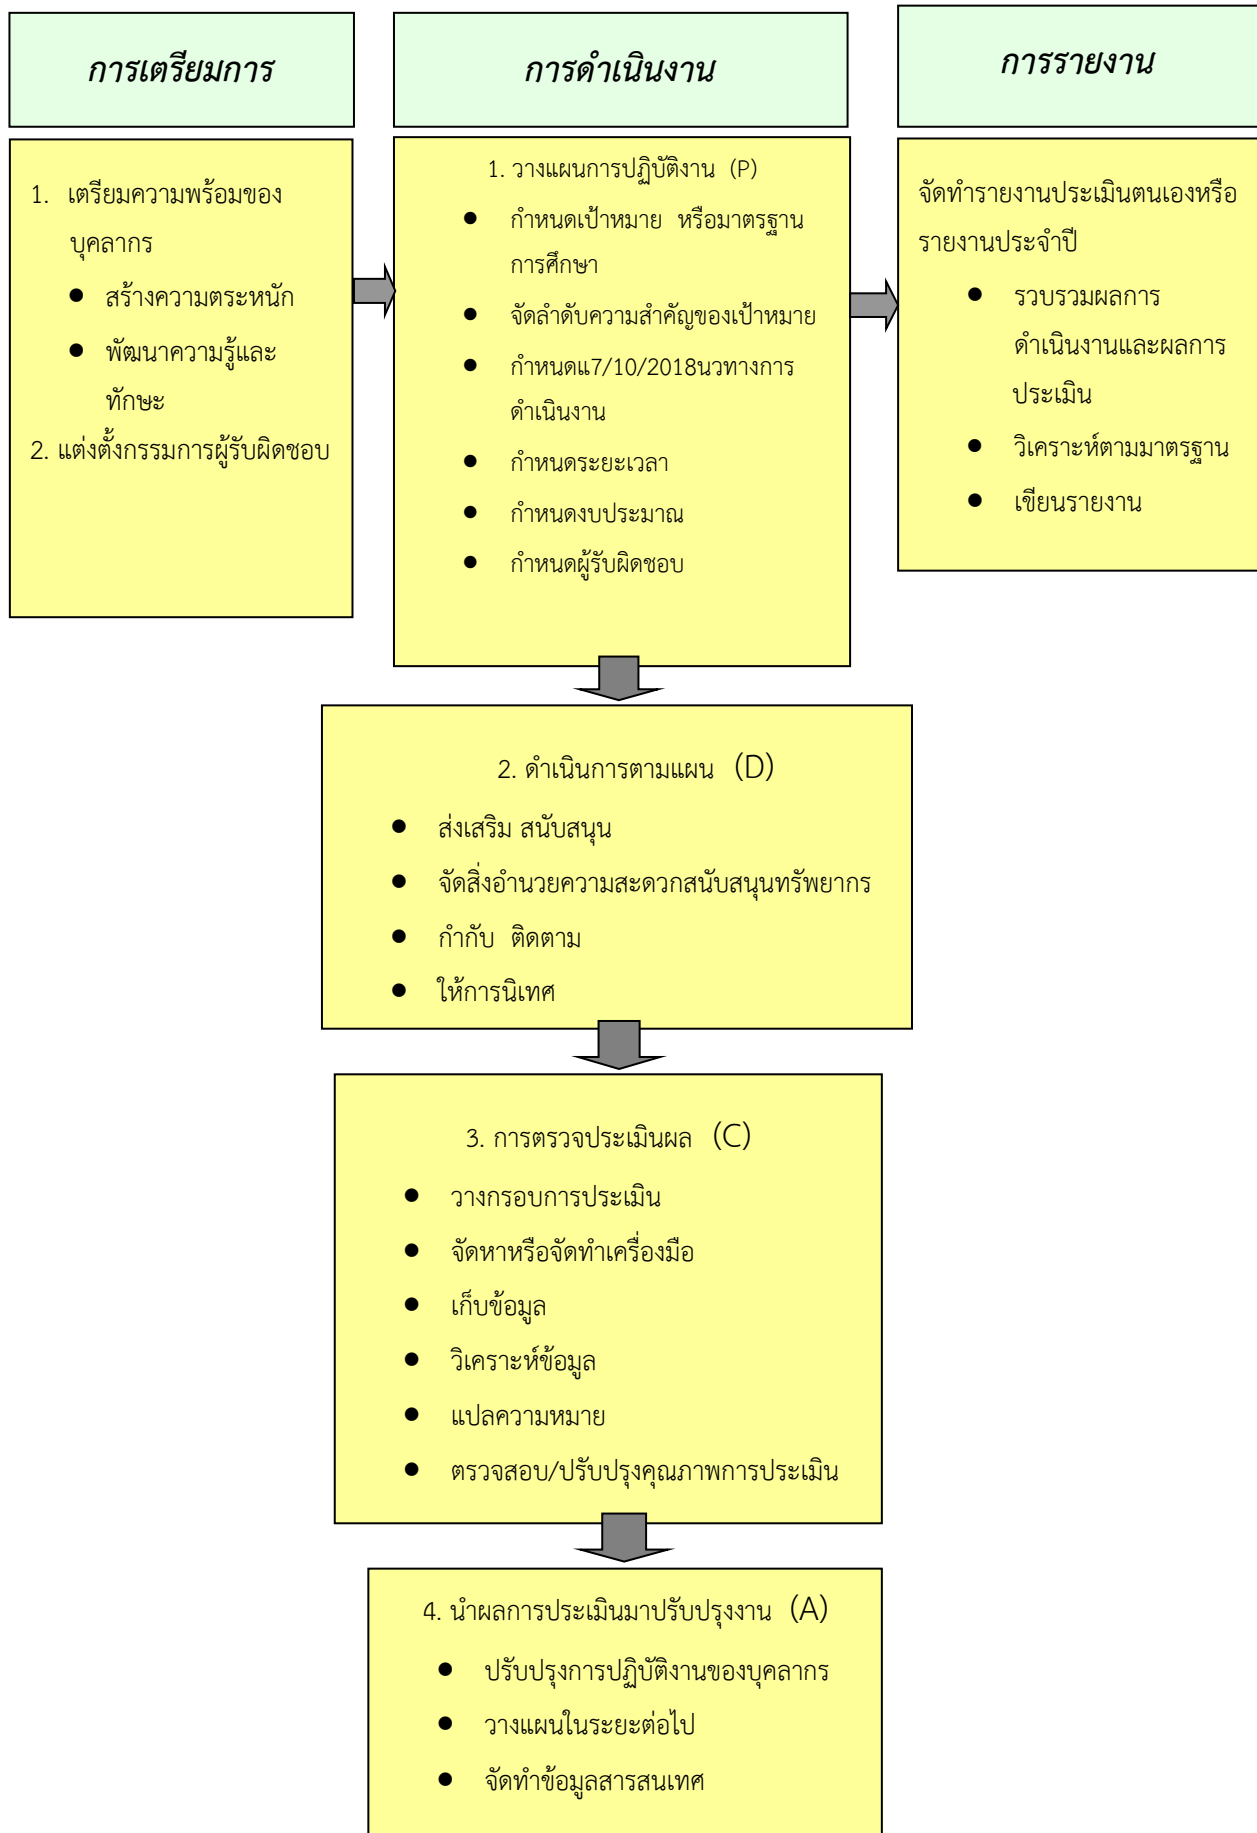 การเตรียมการ
การดำเนินงาน
การรายงาน
1. เตรียมความพร้อมของ
บุคลากร
● สร้างความตระหนัก
● พัฒนาความรู้และ
ทักษะ
2. แต่งตั้งกรรมการผู้รับผิดชอบ
1. วางแผนการปฏิบัติงาน (P)
● กำหนดเป้าหมาย หรือมาตรฐาน
การศึกษา
● จัดลำดับความสำคัญของเป้าหมาย
● กำหนดแ7/10/2018นวทางการ
ดำเนินงาน
● กำหนดระยะเวลา
● กำหนดงบประมาณ
● กำหนดผู้รับผิดชอบ
จัดทำรายงานประเมินตนเองหรือ
รายงานประจำปี
● รวบรวมผลการ
ดำเนินงานและผลการ
ประเมิน
● วิเคราะห์ตามมาตรฐาน
● เขียนรายงาน
2. ดำเนินการตามแผน (D)
● ส่งเสริม สนับสนุน
● จัดสิ่งอำนวยความสะดวกสนับสนุนทรัพยากร
● กำกับ ติดตาม
● ให้การนิเทศ
3. การตรวจประเมินผล (C)
● วางกรอบการประเมิน
● จัดหาหรือจัดทำเครื่องมือ
● เก็บข้อมูล
● วิเคราะห์ข้อมูล
● แปลความหมาย
● ตรวจสอบ/ปรับปรุงคุณภาพการประเมิน
4. นำผลการประเมินมาปรับปรุงงาน (A)
● ปรับปรุงการปฏิบัติงานของบุคลากร
● วางแผนในระยะต่อไป
● จัดทำข้อมูลสารสนเทศ